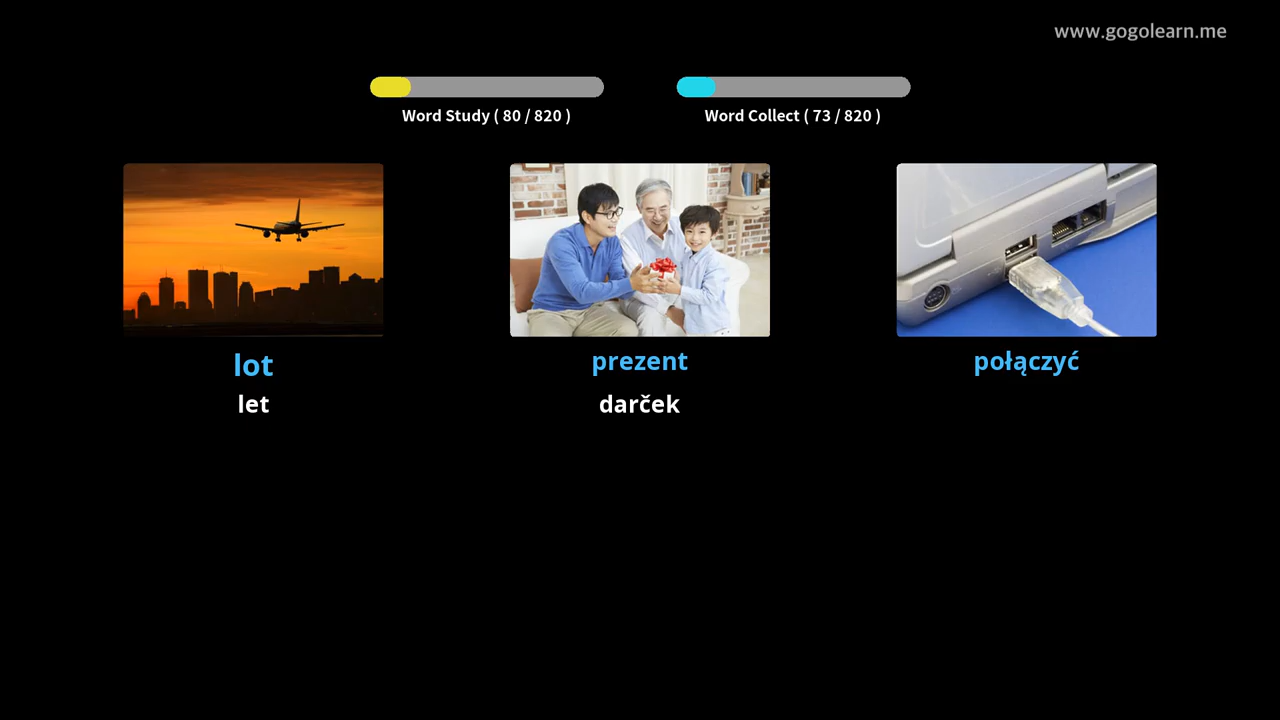 www.gogolearn.me
Word Study ( 80 / 820 )
Word Collect ( 73 / 820 )
lot
let
prezent
darček
połączyć